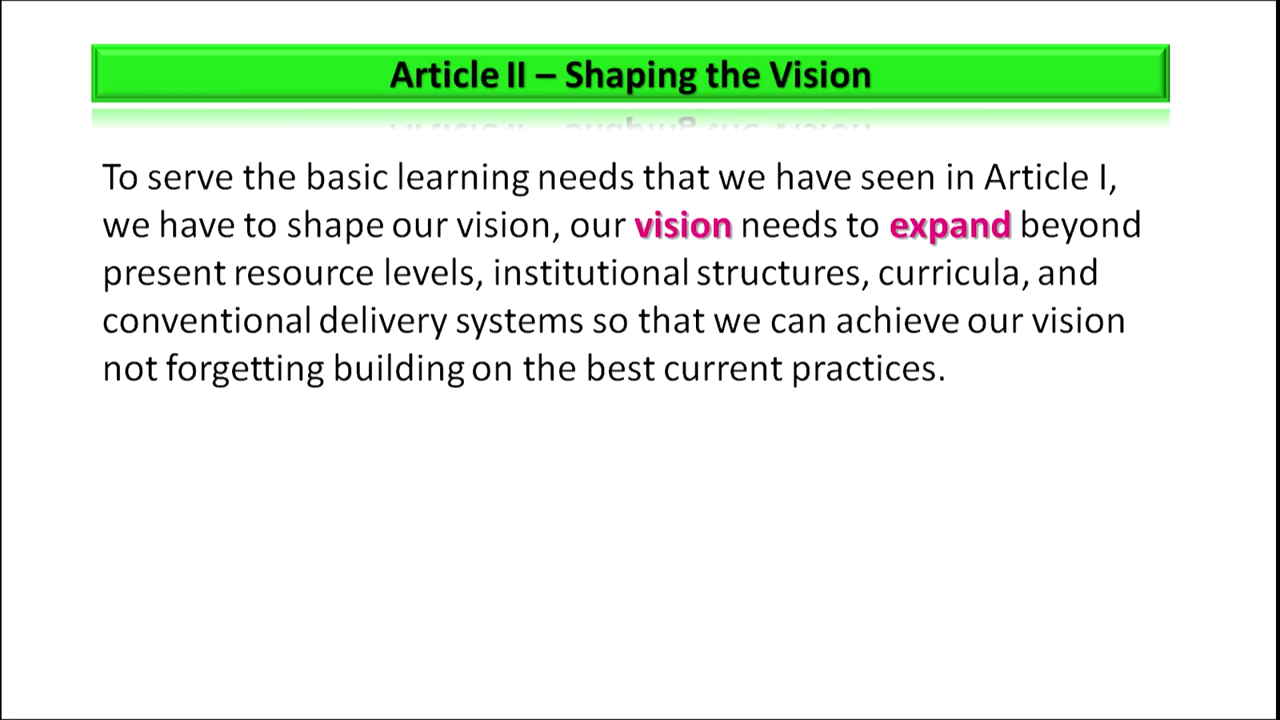 Article II – Shaping the Vision
To serve the basic learning needs that we have seen in Article I,
we have to shape our vision, our vision needs to expand beyond
present resource levels, institutional structures, curricula, and
conventional delivery systems so that we can achieve our vision
not forgetting building on the best current practices.